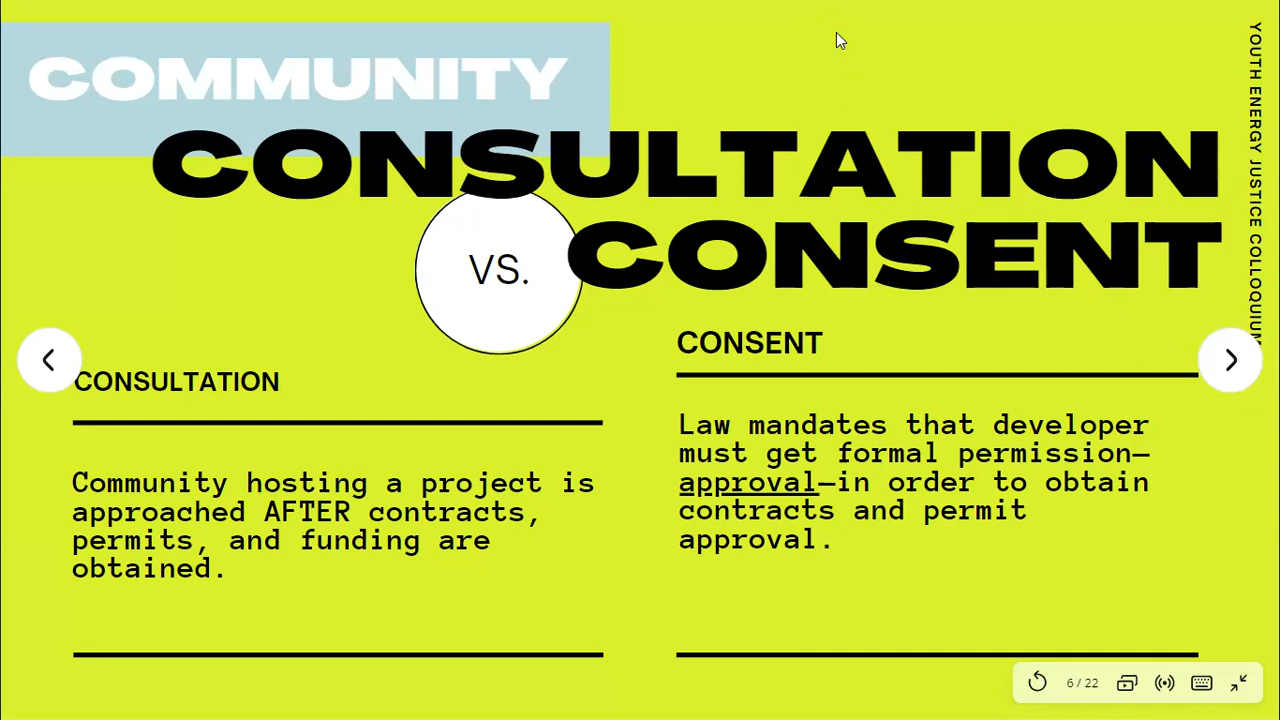 COMMUNITY
CONSULTATION
VS.
CONSENT
CONSULTATION
Community hosting a project is
approached AFTER contracts,
permits, and funding are
obtained.
CONSENT
Law mandates that developer
must get formal permission—
approval—in order to obtain
contracts and permit
approval.
YOUTH ENERGY JUSTICE COLLOQUIUM
6 / 22